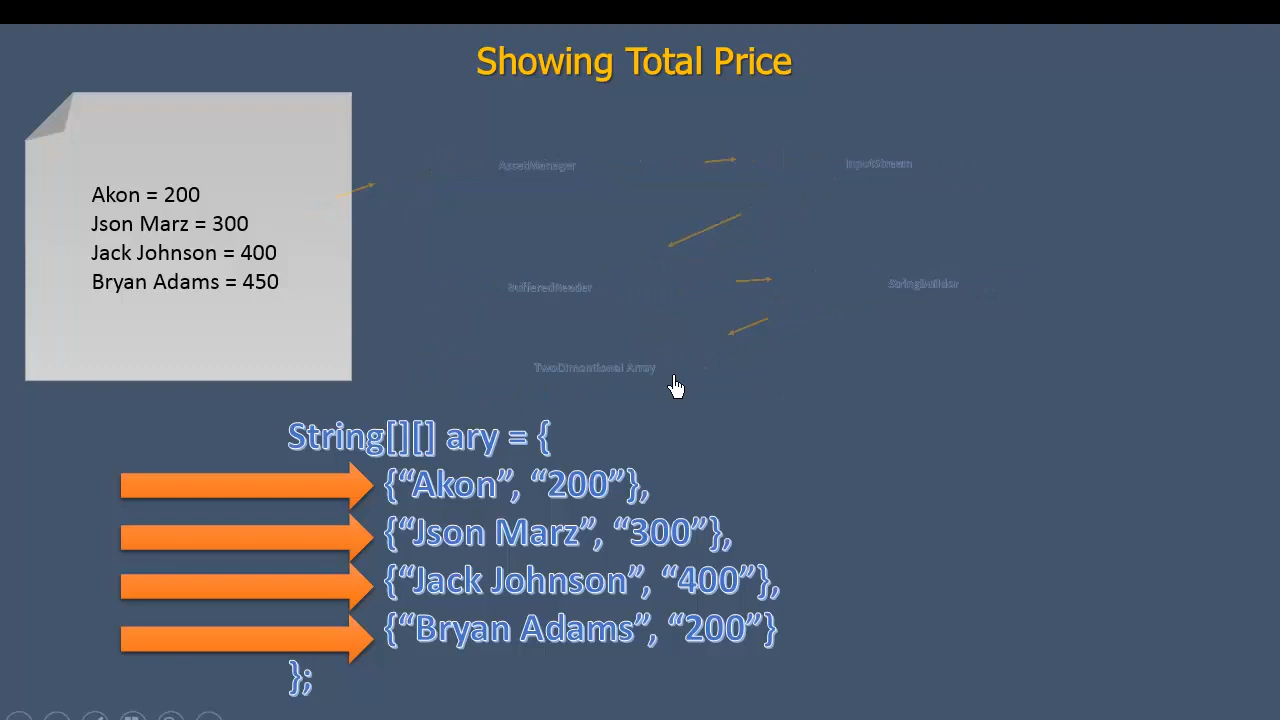 Showing Total Price
Akon = 200
Json Marz = 300
Jack Johnson = 400
Bryan Adams = 450
AssetManager
InputStream
BufferedReader
StringBuilder
TwoDimentional Array
String[][] ary = {
{“Akon”, “200”},
{“Json Marz”, “300”},
{“Jack Johnson”, “400”},
{“Bryan Adams”, “200”}
};